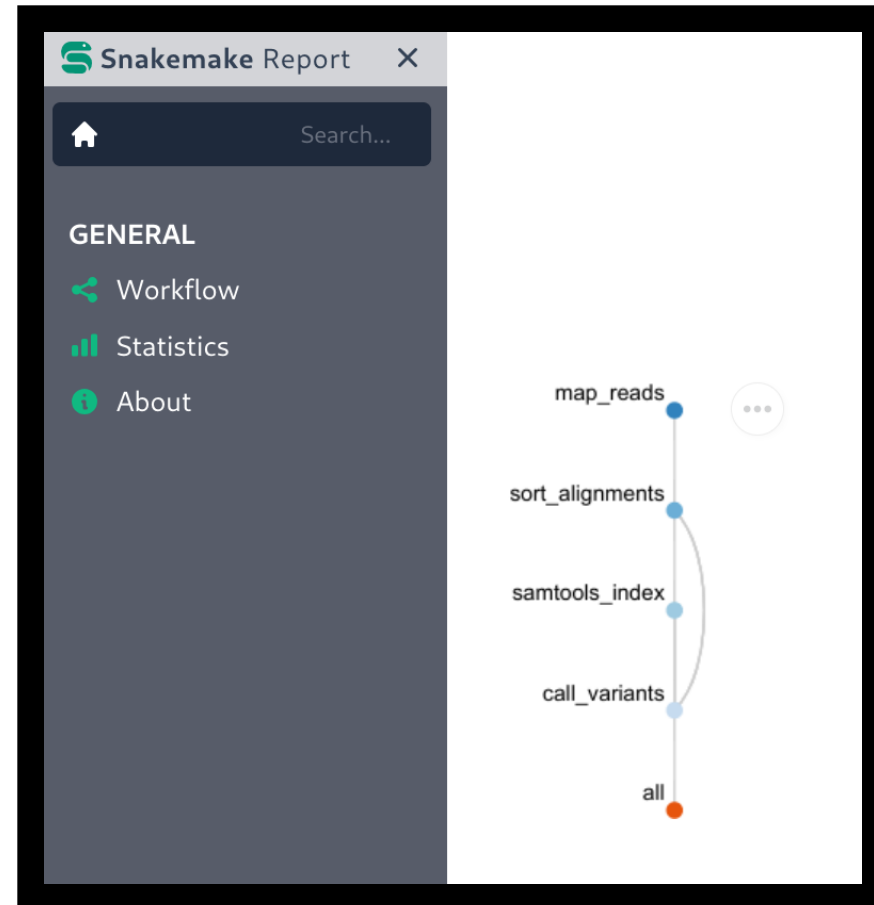 Snakemake Report
Search...
GENERAL
Workflow
Statistics
About
map_reads
sort_alignments
samtools_index
call_variants
all